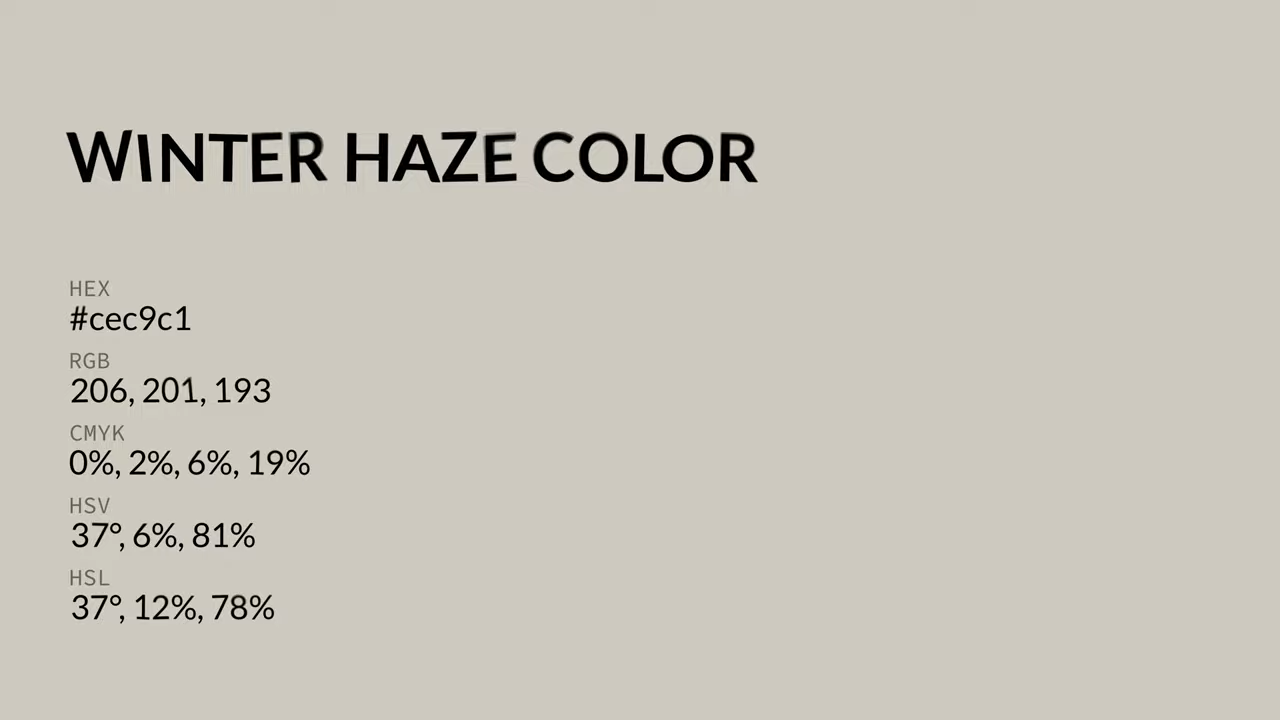 WINTER HAZE COLOR
HEX
#cec9c1
RGB
206, 201, 193
CMYK
0%, 2%, 6%, 19%
HSV
37°, 6%, 81%
HSL
37°, 12%, 78%